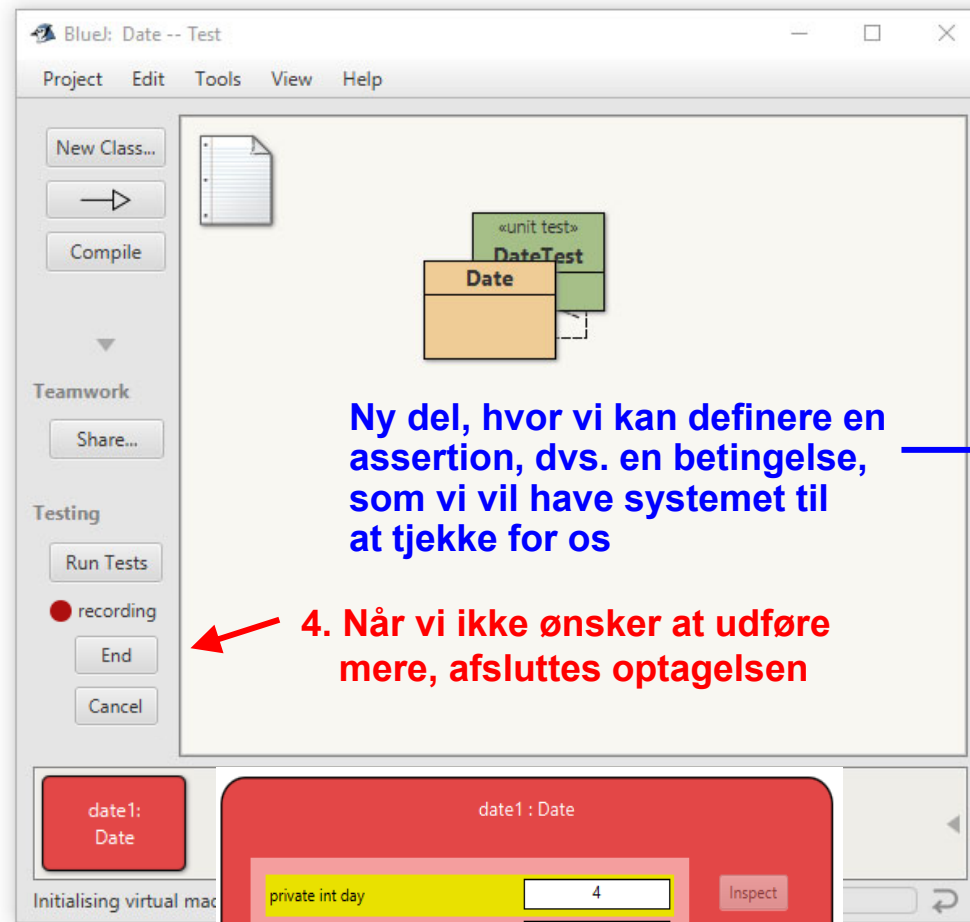 BlueJ: Date -- Test
Project Edit Tools View Help
New Class...
Compile
«unit test»
DateTest
Date
Teamwork
Share...
Ny del, hvor vi kan definere en
assertion, dvs. en betingelse,
som vi vil have systemet til
at tjekke for os
Testing
Run Tests
recording
4. Når vi ikke ønsker at udføre
mere, afsluttes optagelsen
End
Cancel
date1:
Date
date1 : Date
private int day 4 Inspect
Initialising virtual